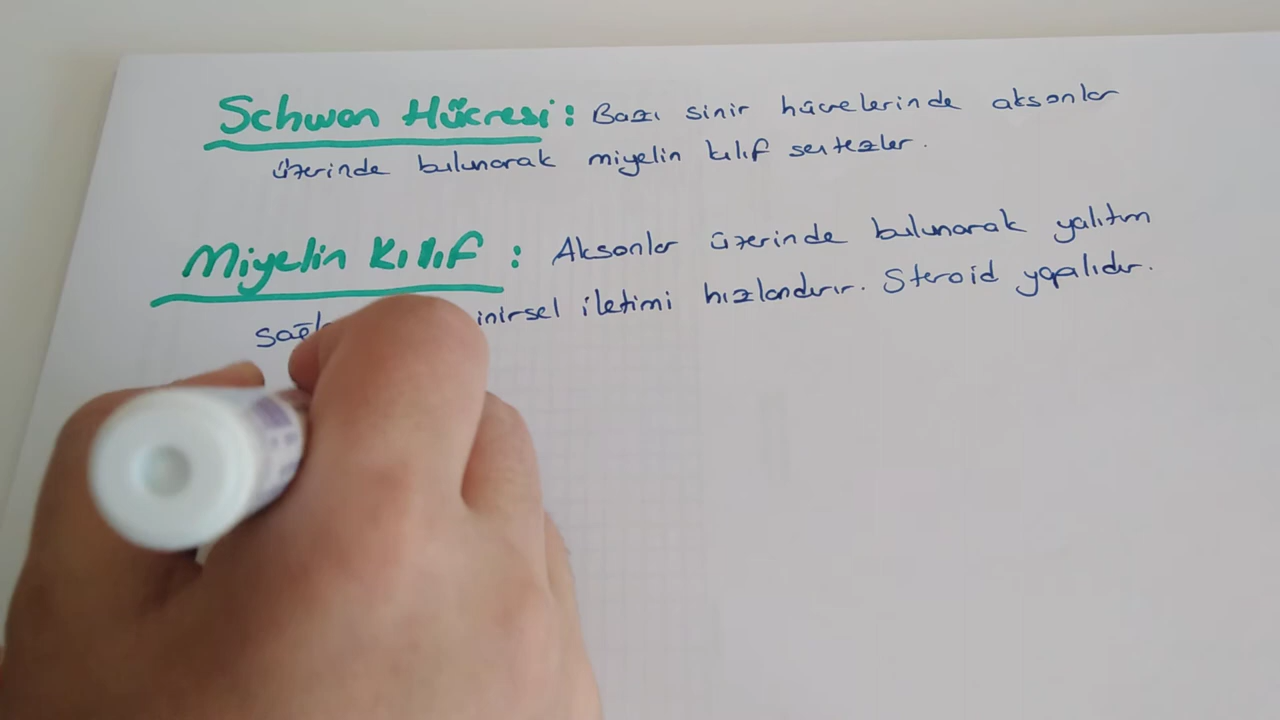 Schwan Hücresi: Bazı sinir hücrelerinde aksonlar
üzerinde bulunarak miyelin kılıf sentezler.
Miyelin Kılıf: Aksonlar üzerinde bulunarak yalıtım
inirsel iletimi hızlandırır. Steroid yapılıdır.